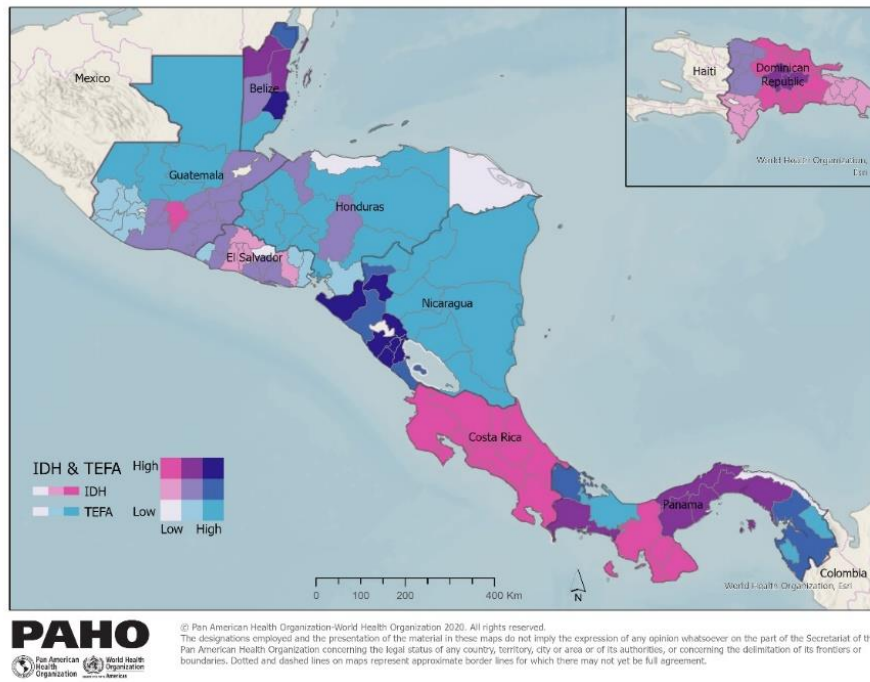 Mexico
Belize
Guatemala
Honduras
El Salvador
Nicaragua
Costa Rica
Panama
Colombia
Haiti
Dominican
Republic
World Health Organization,
Esri
IDH & TEFA
IDH
TEFA
High
Low
Low
High
0
100
200
400 Km
N
World Health Organization, Esri
PAHO
Pan American
Health
Organization
World Health
Organization
Americas
© Pan American Health Organization-World Health Organization 2020. All rights reserved.
The designations employed and the presentation of the material in these maps do not imply the expression of any opinion whatsoever on the part of the Secretariat of the
Pan American Health Organization concerning the legal status of any country, territory, city or area or of its authorities, or concerning the delimitation of its frontiers or
boundaries. Dotted and dashed lines on maps represent approximate border lines for which there may not yet be full agreement.